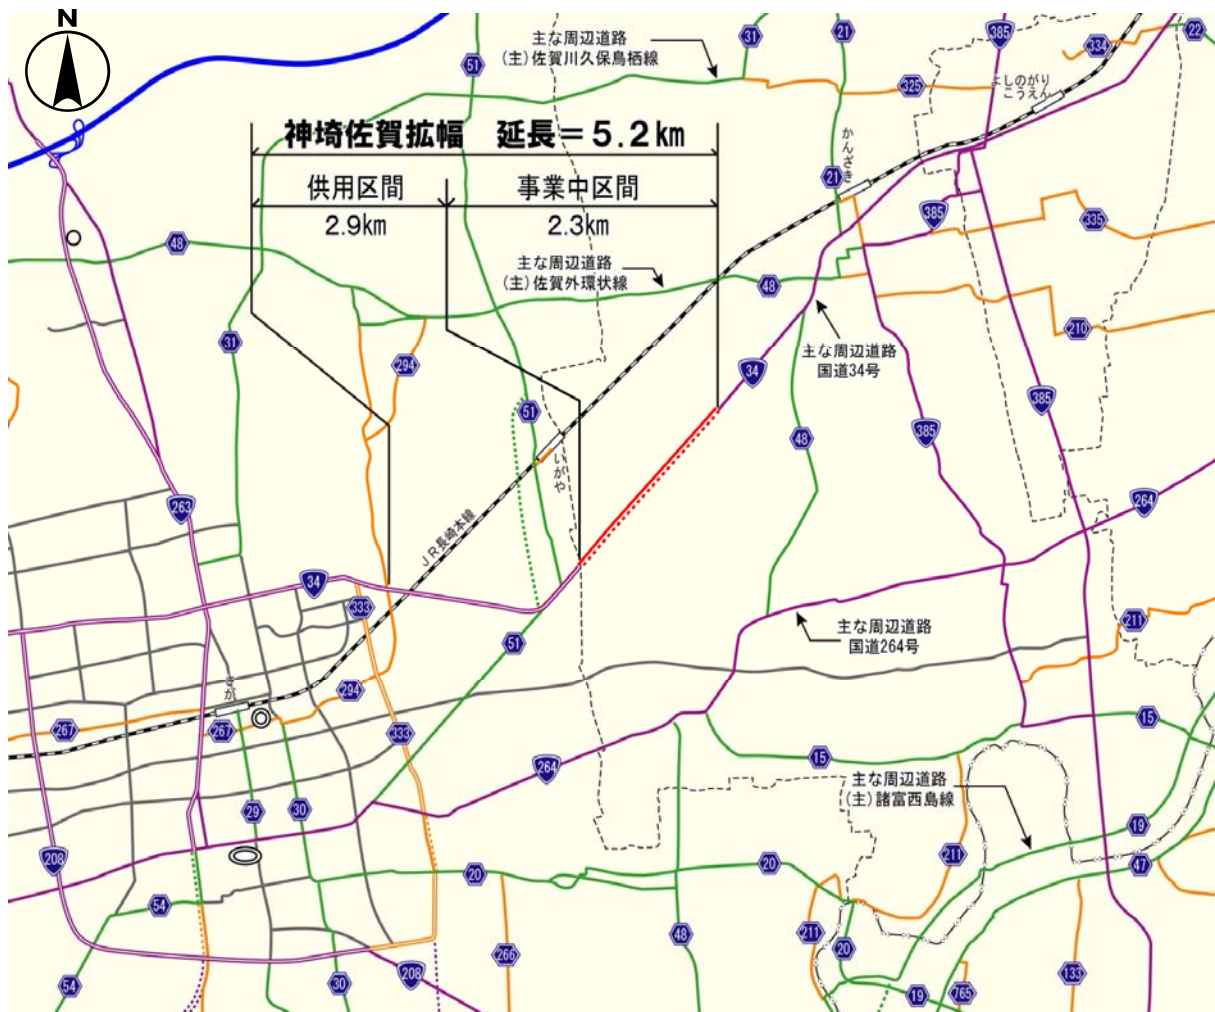 N
主な周辺道路
(主)佐賀川久保鳥栖線
31
21
385
334
22
51
325
よしのがり
こうえん
神埼佐賀拡幅 延長=5.2km
かんざき
21
供用区間
事業中区間
2.9km
2.3km
385
335
48
主な周辺道路
(主)佐賀外環状線
48
210
31
294
主な周辺道路
国道34号
34
51
385
385
48
いがや
263
264
JR長崎本線
34
333
211
主な周辺道路
国道264号
51
さが
294
267
267
333
15
15
264
主な周辺道路
(主)諸富西島線
29
30
19
208
20
20
211
47
54
211
48
20
266
208
133
54
30
19
765